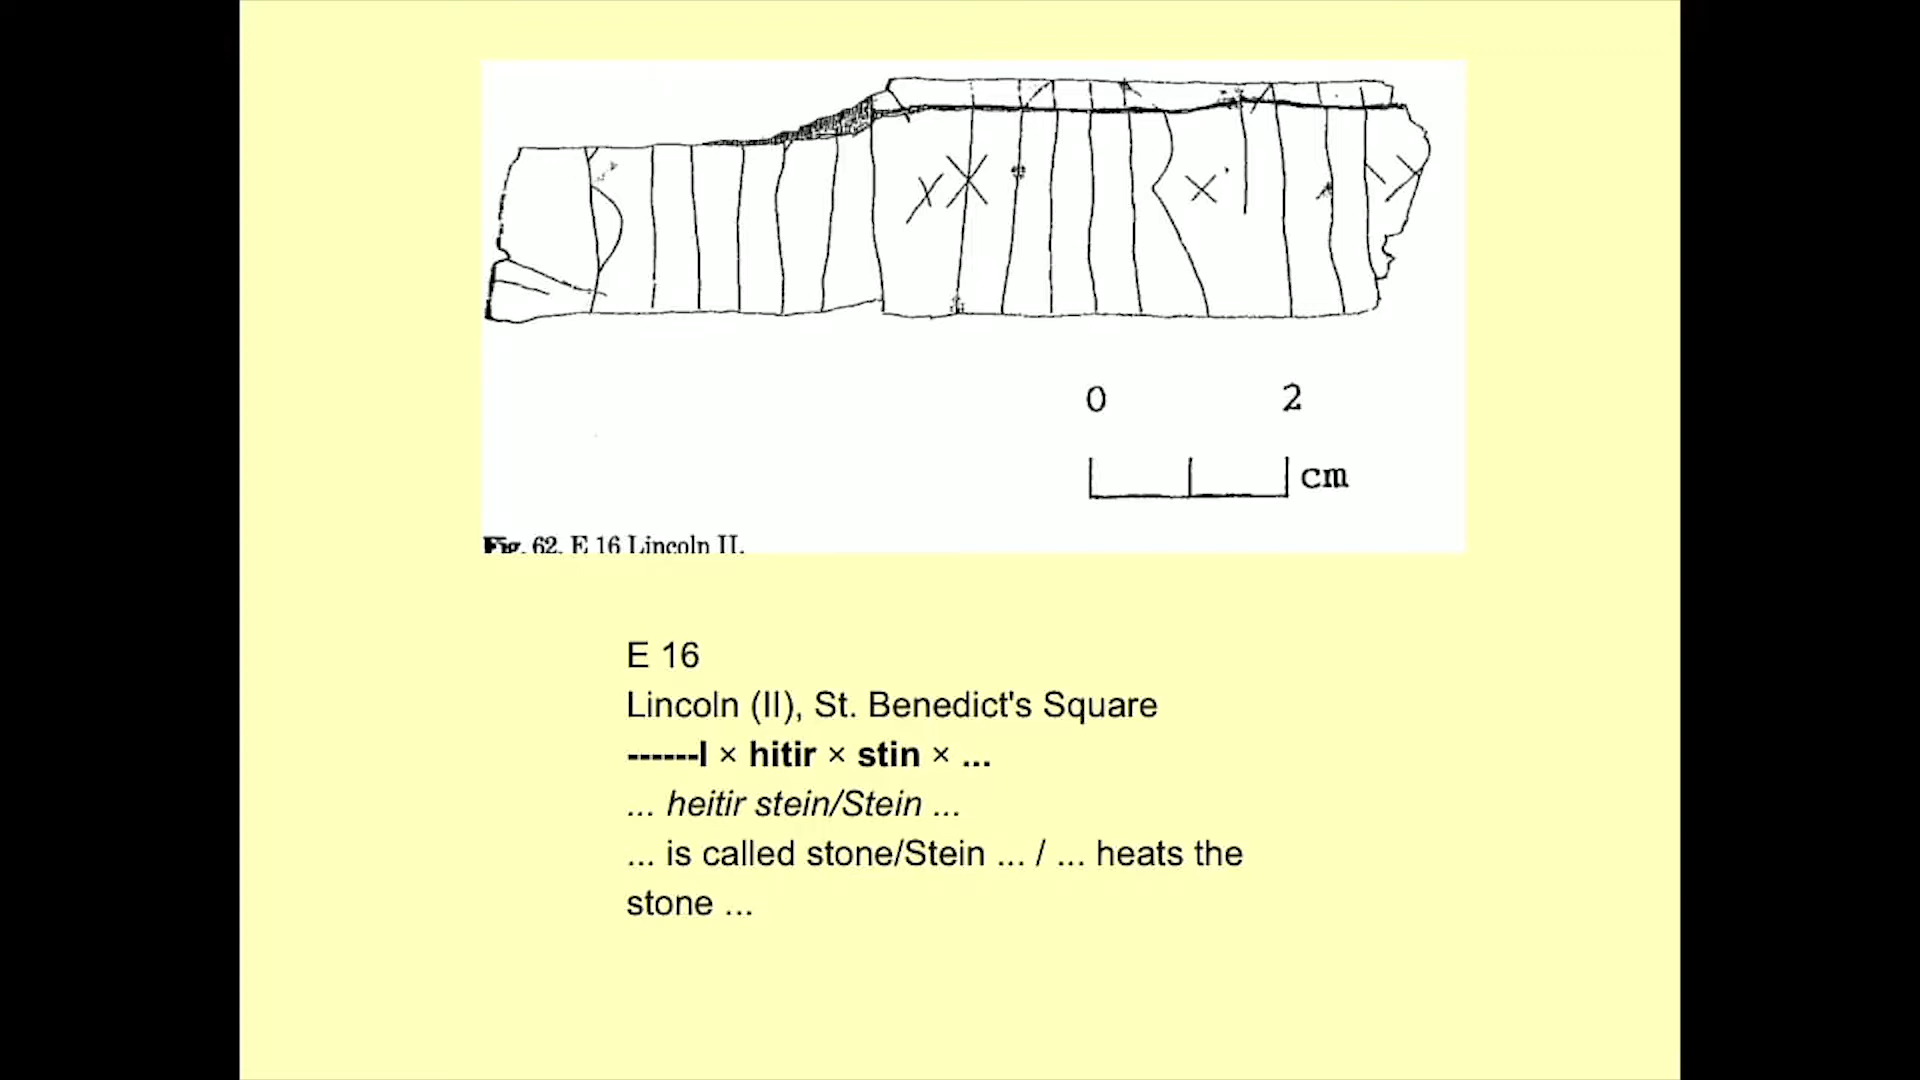 0 2
cm
Fig. 62. E 16 Lincoln II.
E 16
Lincoln (II), St. Benedict's Square
------l × hitir × stin × ...
... heitir stein/Stein ...
... is called stone/Stein ... / ... heats the
stone ...